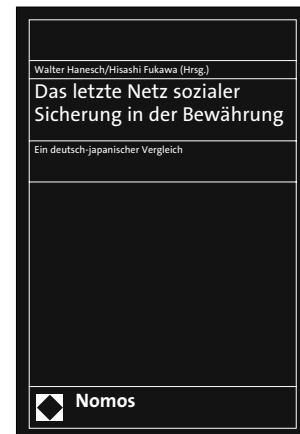 Walter Hanesch/Hisashi Fukawa (Hrsg.)
Das letzte Netz sozialer
Sicherung in der Bewährung
Ein deutsch-japanischer Vergleich
Nomos